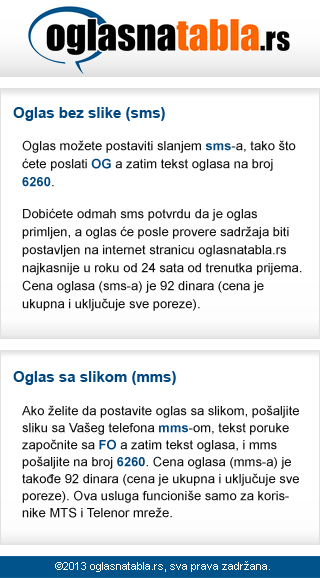 oglasnatabla.rs
Oglas bez slike (sms)
Oglas možete postaviti slanjem sms-a, tako što
ćete poslati OG a zatim tekst oglasa na broj
6260.
Dobićete odmah sms potvrdu da je oglas
primljen, a oglas će posle provere sadržaja biti
postavljen na internet stranicu oglasnatabla.rs
najkasnije u roku od 24 sata od trenutka prijema.
Cena oglasa (sms-a) je 92 dinara (cena je
ukupna i uključuje sve poreze).
Oglas sa slikom (mms)
Ako želite da postavite oglas sa slikom, pošaljite
sliku sa Vašeg telefona mms-om, tekst poruke
započnite sa FO a zatim tekst oglasa, i mms
pošaljite na broj 6260. Cena oglasa (mms-a) je
takođe 92 dinara (cena je ukupna i uključuje sve
poreze). Ova usluga funcioniše samo za koris-
nike MTS i Telenor mreže.
©2013 oglasnatabla.rs, sva prava zadržana.